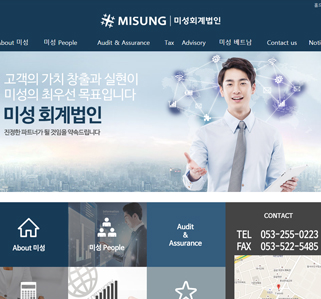 MISUNG 미성회계법인
About 미성 미성 People Audit & Assurance Tax Advisory 미성 베트남 Contact us Noti
고객의 가치 창출과 실현이
미성의 최우선 목표입니다
미성 회계법인
진정한 파트너가 될 것임을 약속드립니다
About 미성
미성 People
Audit
&
Assurance
CONTACT
TEL 053-255-0223
FAX 053-522-5485